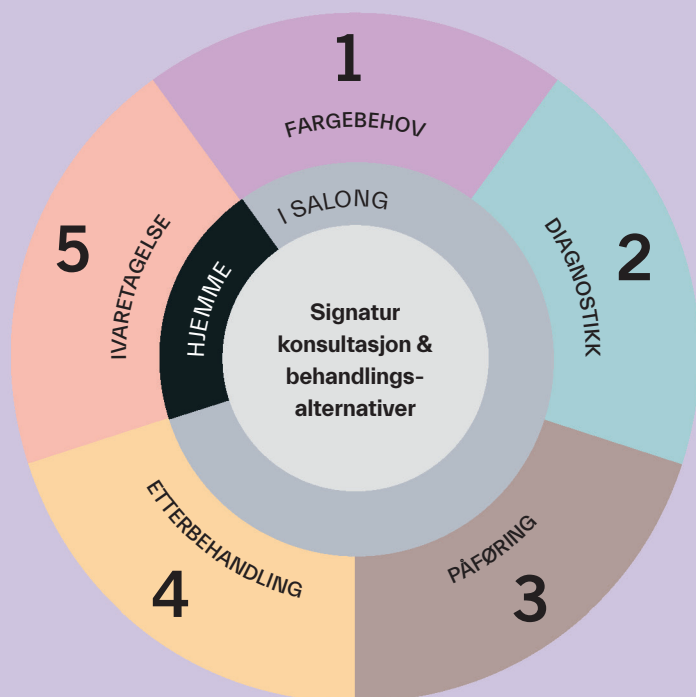 1
FARGEBEHOV
2
DIAGNOSTIKK
3
PÅFØRING
4
ETTERBEHANDLING
5
IVARETAGELSE
I SALONG
HJEMME
Signatur
konsultasjon &
behandlings-
alternativer